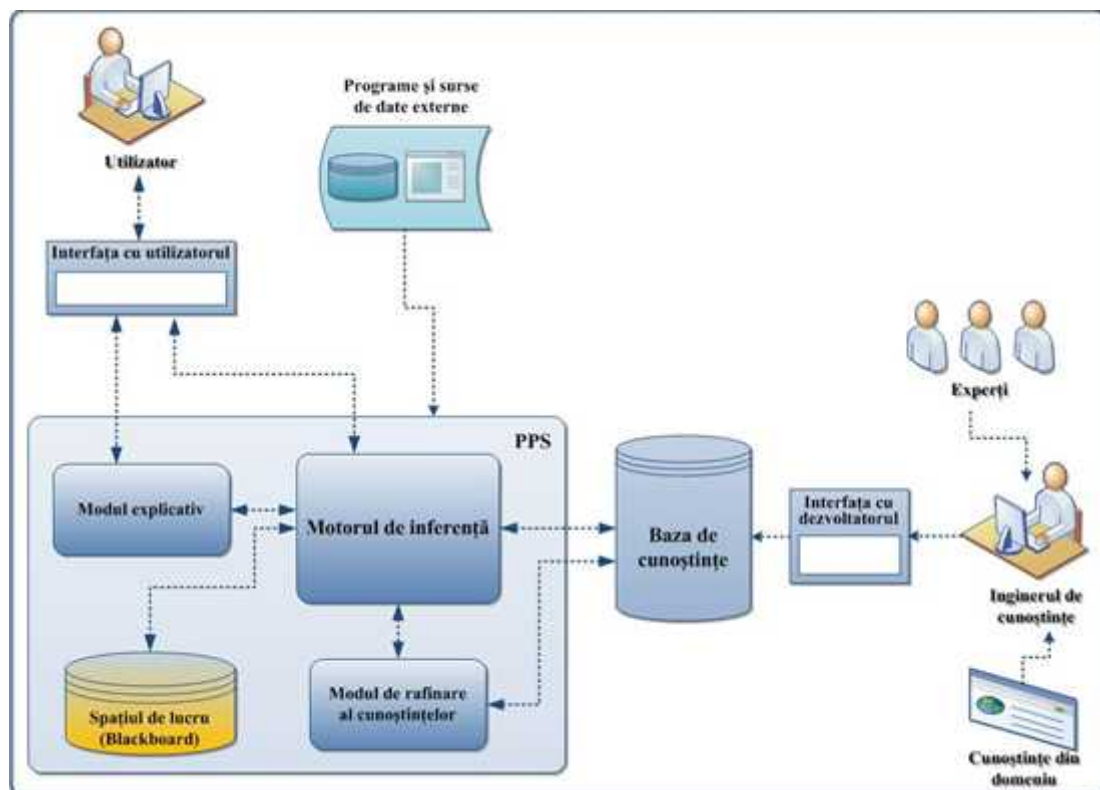 Programe și surse
de date externe
Utilizator
Interfața cu utilizatorul
Experți
PPS
Modul explicativ
Motorul de inferență
Baza de
cunoștințe
Interfața cu
dezvoltatorul
Inginerul de
cunoștințe
Spațiul de lucru
(Blackboard)
Modul de rafinare
al cunoștințelor
Cunoștințe din
domeniu